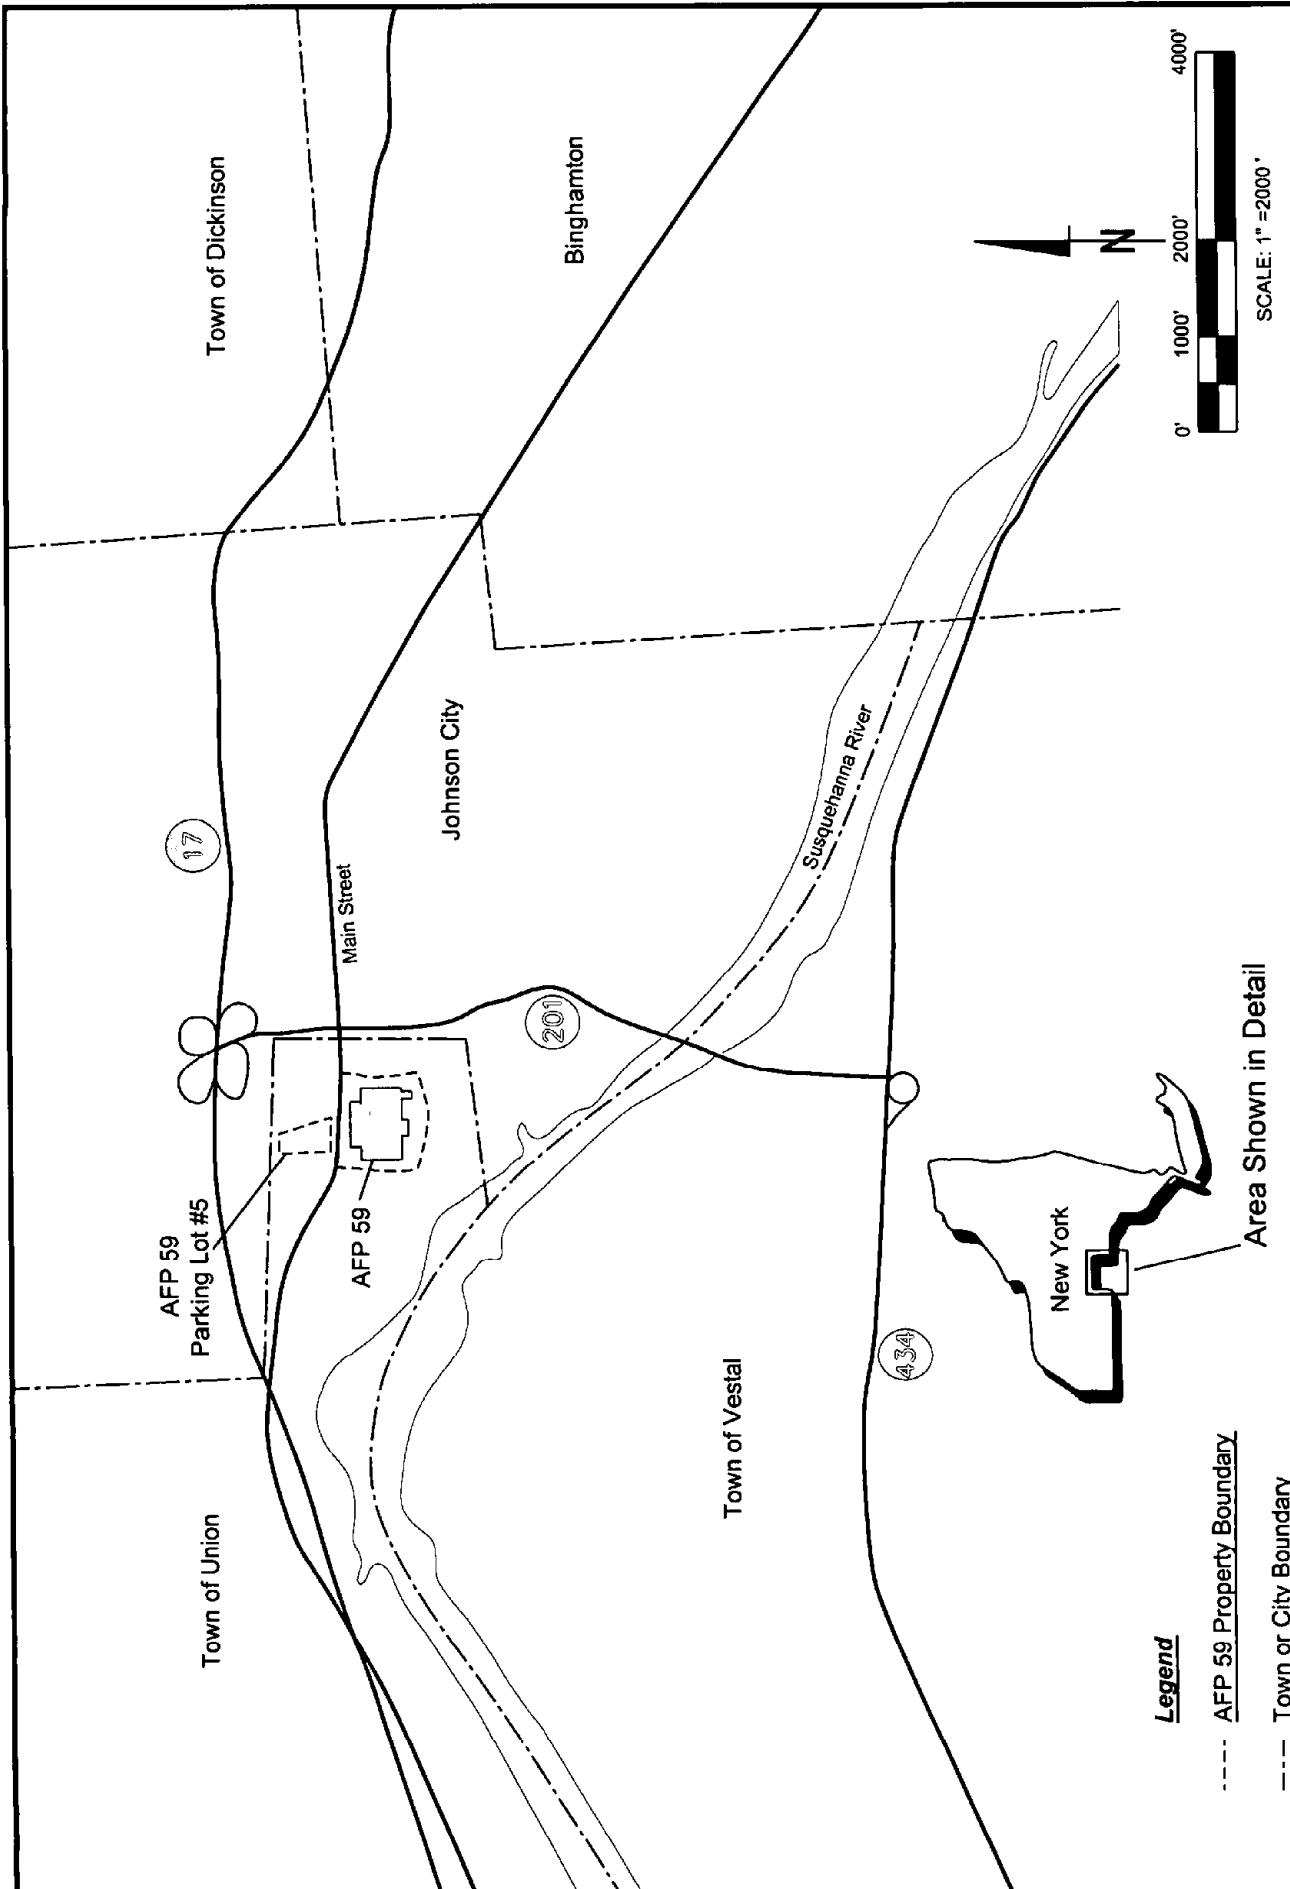 Town of Union
AFP 59
Parking Lot #5
17
Town of Dickinson
AFP 59
Main Street
Johnson City
Binghamton
201
Town of Vestal
Susquehanna River
434
New York
Area Shown in Detail
N
0' 1000' 2000' 4000'
SCALE: 1" =2000'
Legend
AFP 59 Property Boundary
Town or City Boundary